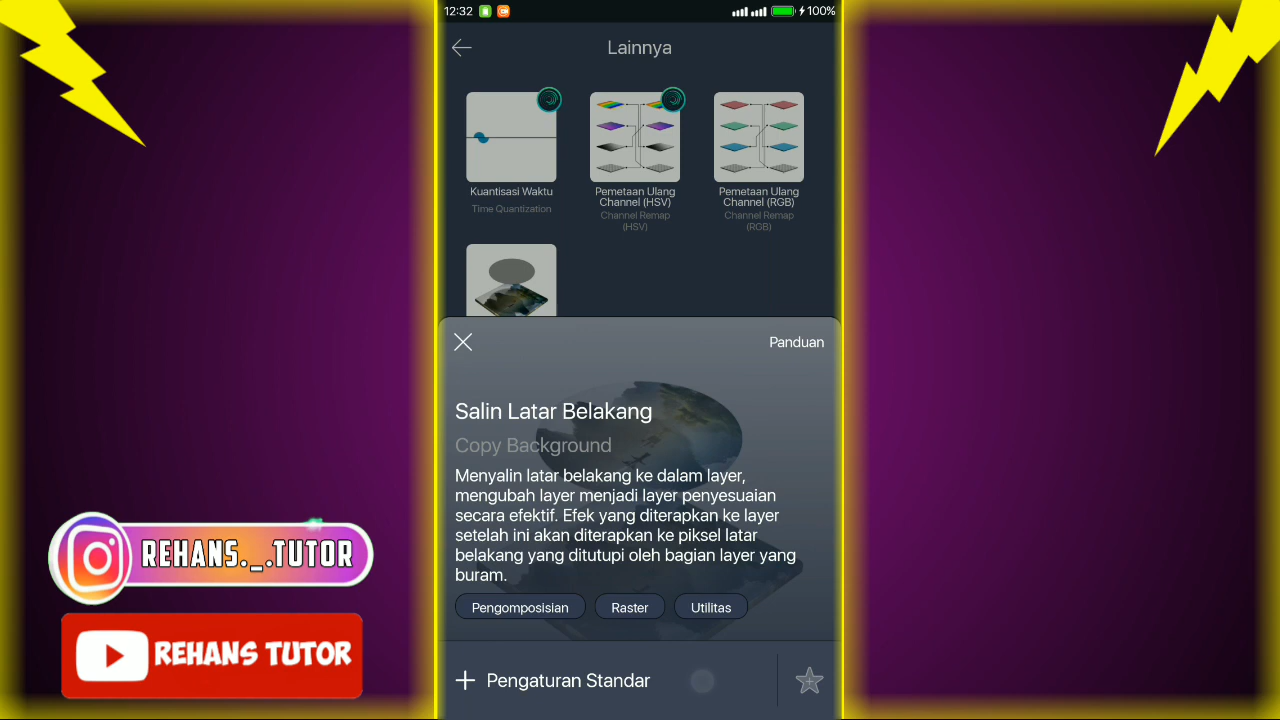 12:32
100%
Lainnya
Kuantisasi Waktu
Time Quantization
Pemetaan Ulang
Channel (HSV)
Channel Remap
(HSV)
Pemetaan Ulang
Channel (RGB)
Channel Remap
(RGB)
Panduan
Salin Latar Belakang
Copy Background
Menyalin latar belakang ke dalam layer,
mengubah layer menjadi layer penyesuaian
secara efektif. Efek yang diterapkan ke layer
setelah ini akan diterapkan ke piksel latar
belakang yang ditutupi oleh bagian layer yang
buram.
Pengomposisian
Raster
Utilitas
Pengaturan Standar
REHANS._.TUTOR
REHANS TUTOR